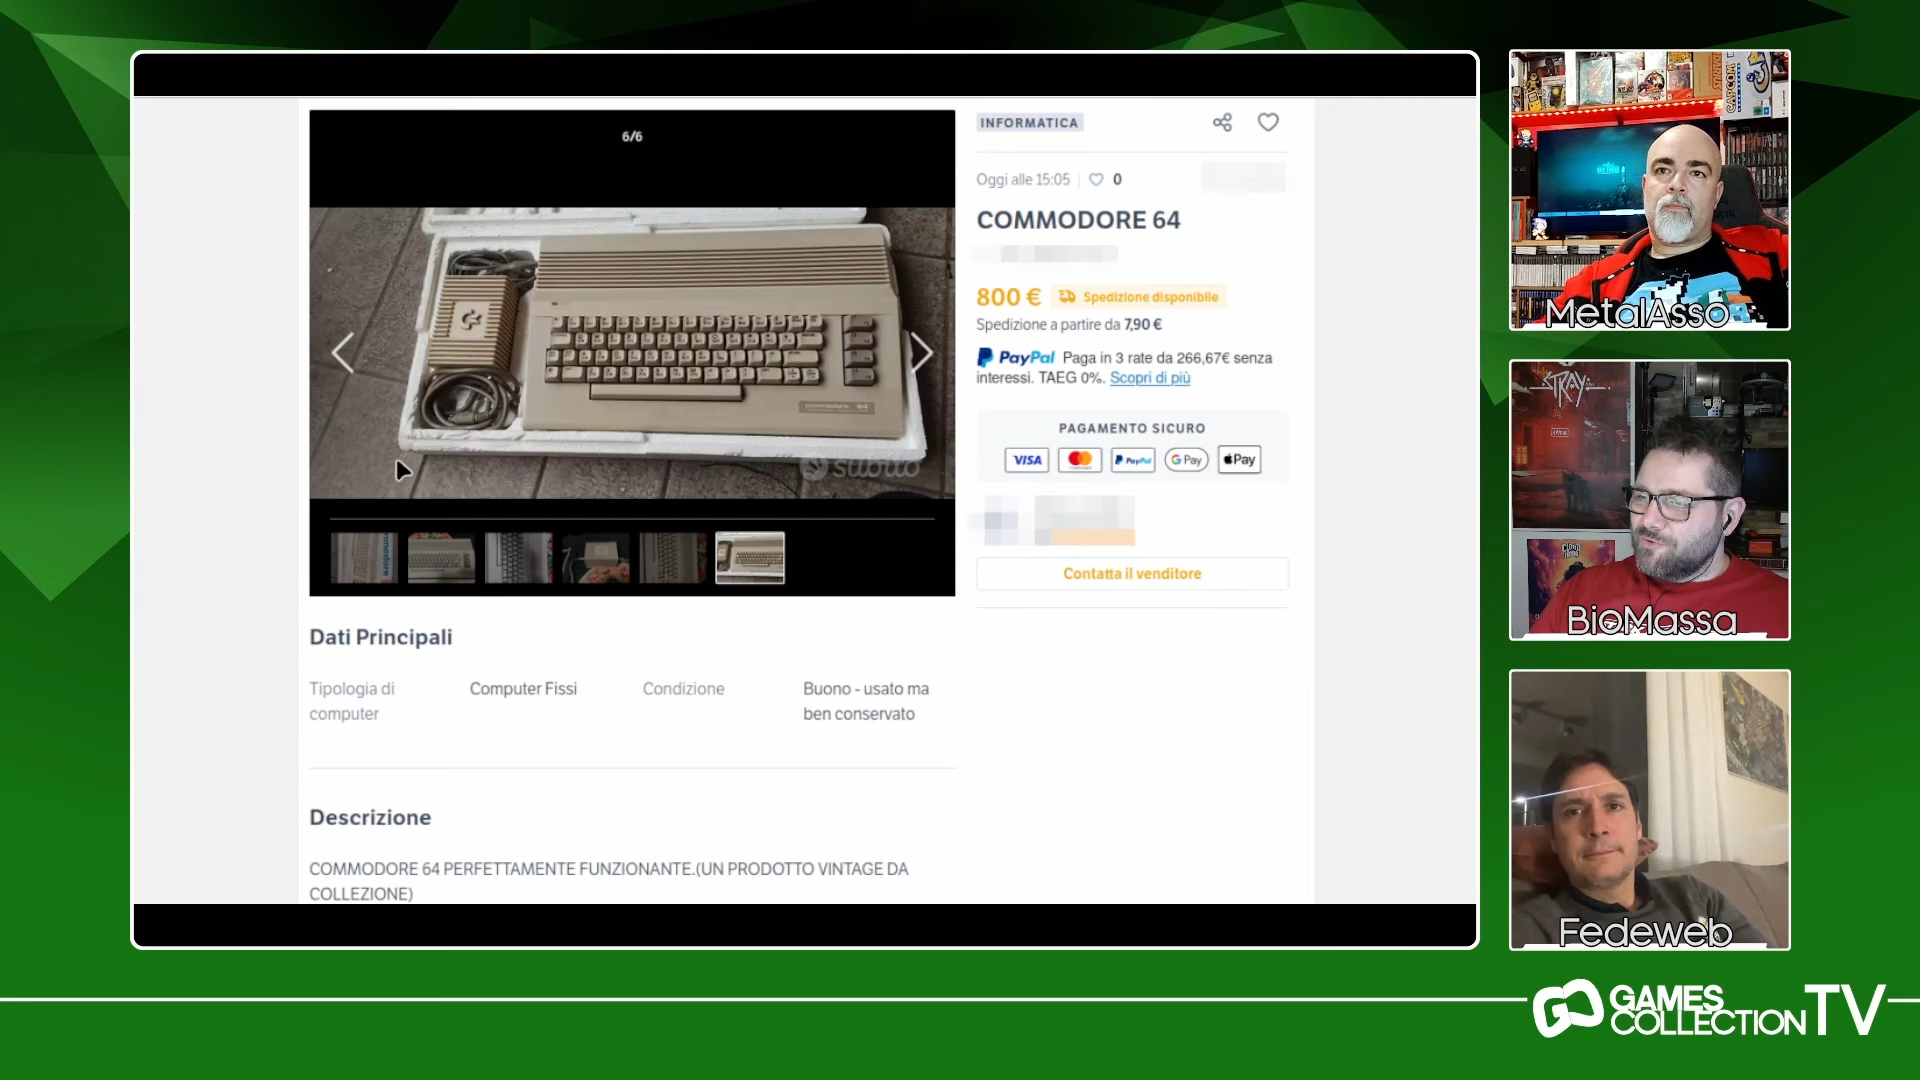 6/6
subito
INFORMATICA
Oggi alle 15:05 | 0
COMMODORE 64
800 € Spedizione disponibile
Spedizione a partire da 7,90 €
PayPal Paga in 3 rate da 266,67€ senza
interessi. TAEG 0%. Scopri di più
PAGAMENTO SICURO
VISA PayPal G Pay Pay
Contatta il venditore
Dati Principali
Tipologia di
computer
Computer Fissi
Condizione
Buono - usato ma
ben conservato
Descrizione
COMMODORE 64 PERFETTAMENTE FUNZIONANTE.(UN PRODOTTO VINTAGE DA
COLLEZIONE)
CAPCOM
MetalAsso
STRAY
BioMassa
Fedeweb
GAMES
COLLECTION TV